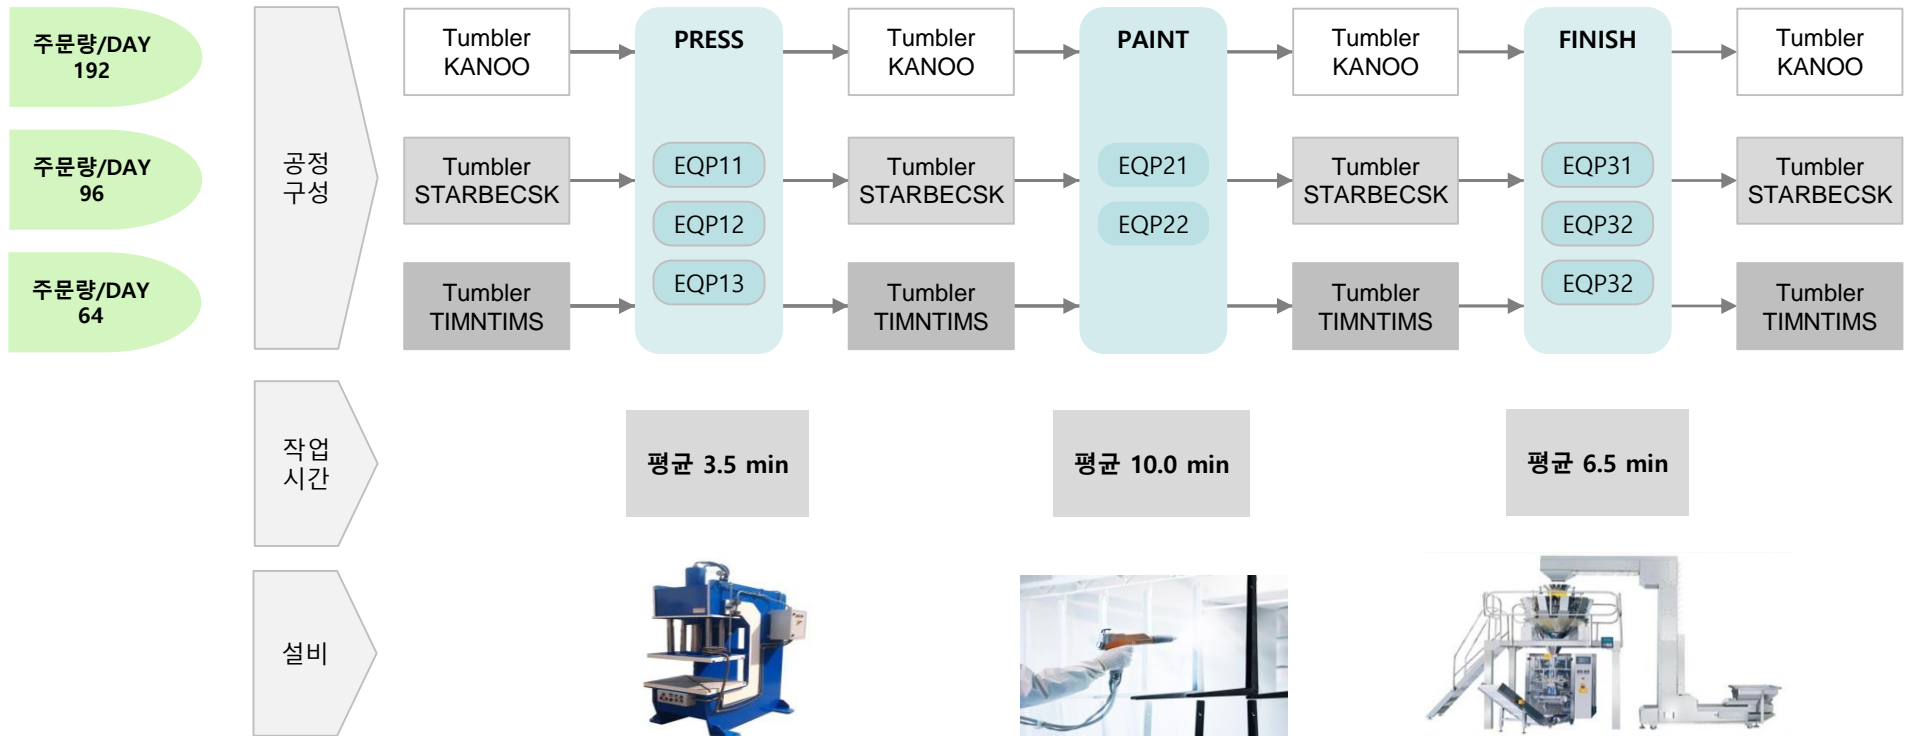 주문량/DAY
192
주문량/DAY
96
주문량/DAY
64
공정
구성
Tumbler
KANOO
PRESS
Tumbler
KANOO
PAINT
Tumbler
KANOO
FINISH
Tumbler
KANOO
Tumbler
STARBECSK
EQP11
EQP12
EQP13
Tumbler
STARBECSK
EQP21
EQP22
Tumbler
STARBECSK
EQP31
EQP32
EQP32
Tumbler
STARBECSK
Tumbler
TIMNTIMS
Tumbler
TIMNTIMS
Tumbler
TIMNTIMS
Tumbler
TIMNTIMS
작업
시간
평균 3.5 min
평균 10.0 min
평균 6.5 min
설비